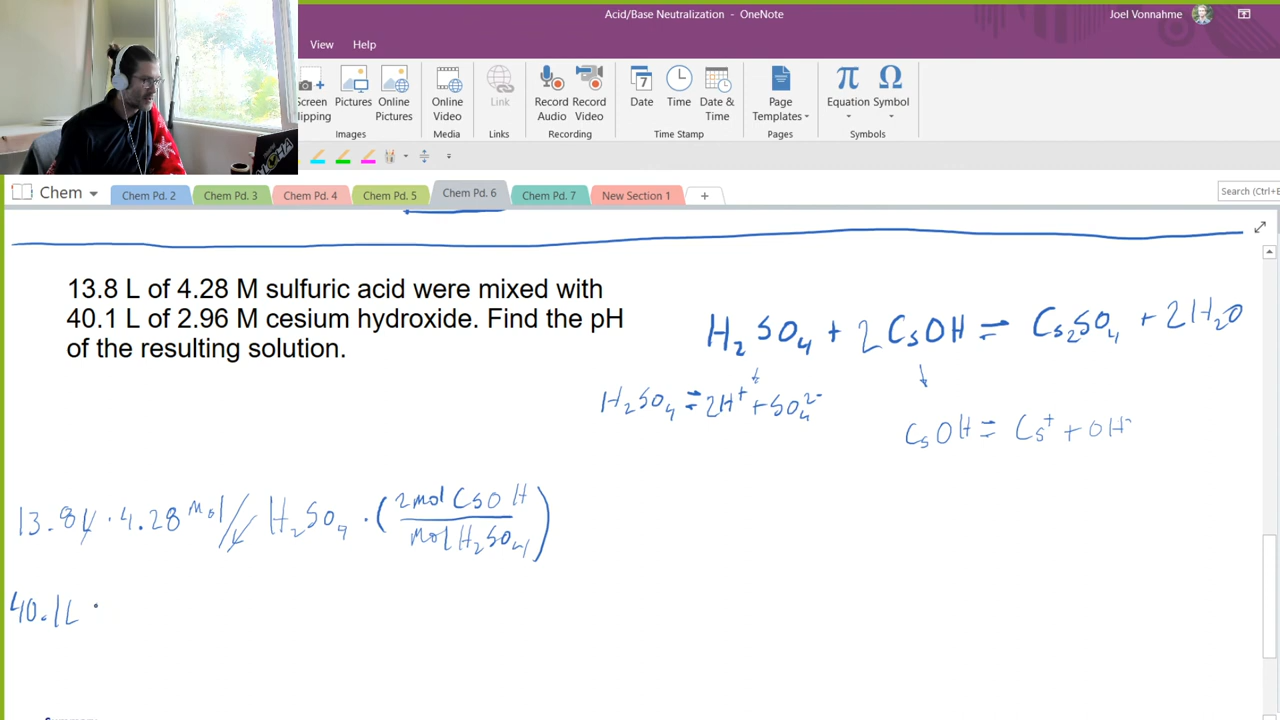 Acid/Base Neutralization - OneNote
Joel Vonnahme
View Help
Screen Clipping
Pictures
Online Pictures
Online Video
Link
Record Audio
Record Video
Date
Time
Date & Time
Page Templates
Equation
Symbol
Images
Media
Links
Recording
Time Stamp
Pages
Symbols
Chem
Chem Pd. 2
Chem Pd. 3
Chem Pd. 4
Chem Pd. 5
Chem Pd. 6
Chem Pd. 7
New Section 1
Search (Ctrl+E
13.8 L of 4.28 M sulfuric acid were mixed with
40.1 L of 2.96 M cesium hydroxide. Find the pH
of the resulting solution.
H₂SO₄ + 2CsOH ⇌ Cs₂SO₄ + 2H₂O
H₂SO₄ ⇌ 2H⁺ + SO₄²⁻
CsOH ⇌ Cs⁺ + OH⁻
13.8L · 4.28 mol/L H₂SO₄ · (2mol CsOH / mol H₂SO₄)
40.1L ·